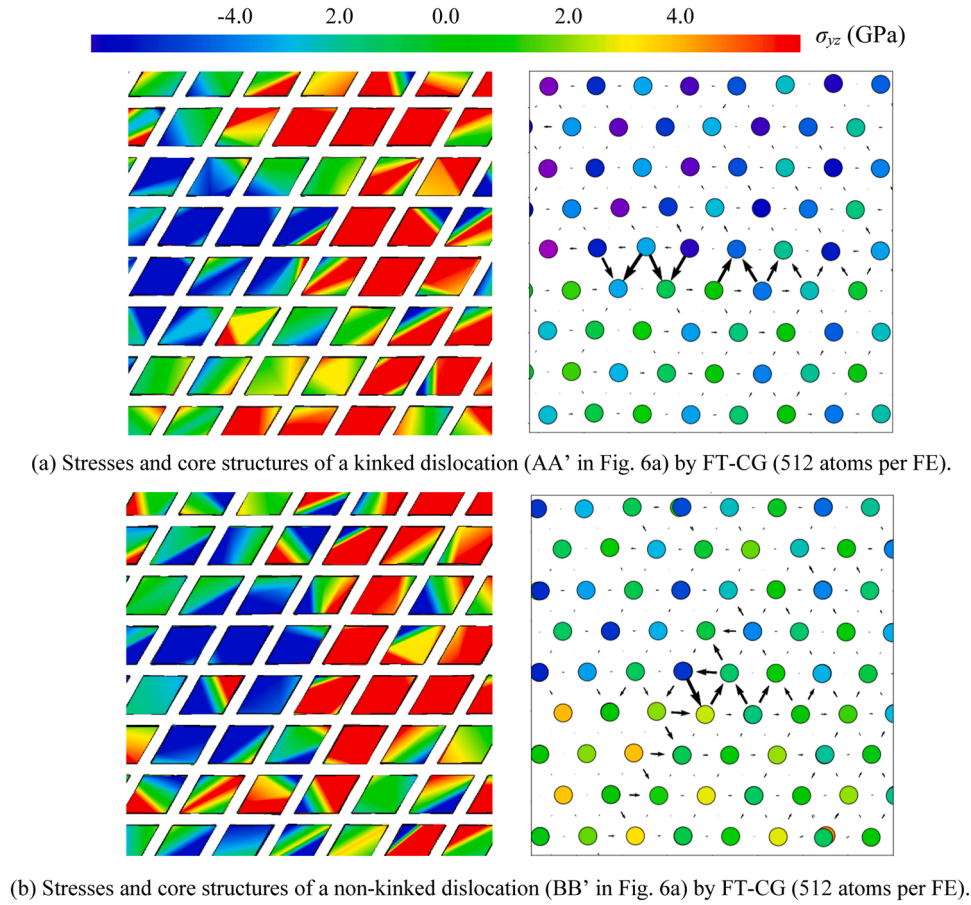 -4.0 2.0 0.0 2.0 4.0
σyz (GPa)
(a) Stresses and core structures of a kinked dislocation (AA’ in Fig. 6a) by FT-CG (512 atoms per FE).
(b) Stresses and core structures of a non-kinked dislocation (BB’ in Fig. 6a) by FT-CG (512 atoms per FE).